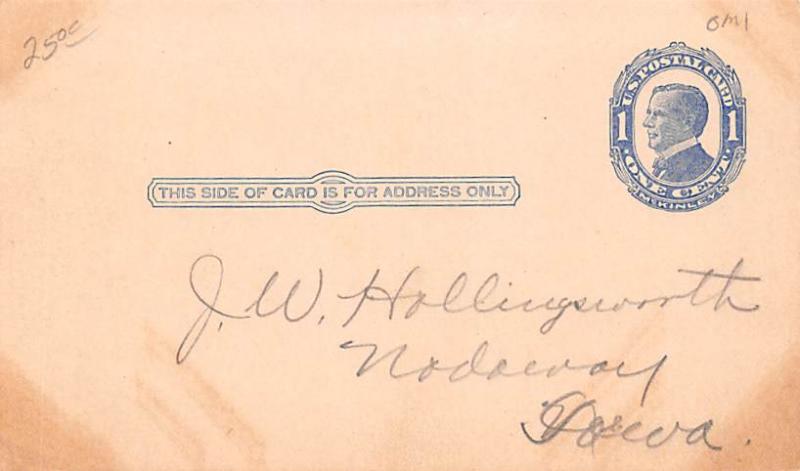 25oc
OM1
U.S. POSTAL CARD
1 1
ONE CENT
McKINLEY
THIS SIDE OF CARD IS FOR ADDRESS ONLY
J. W. Hollingsworth
Nodaway
Iowa.